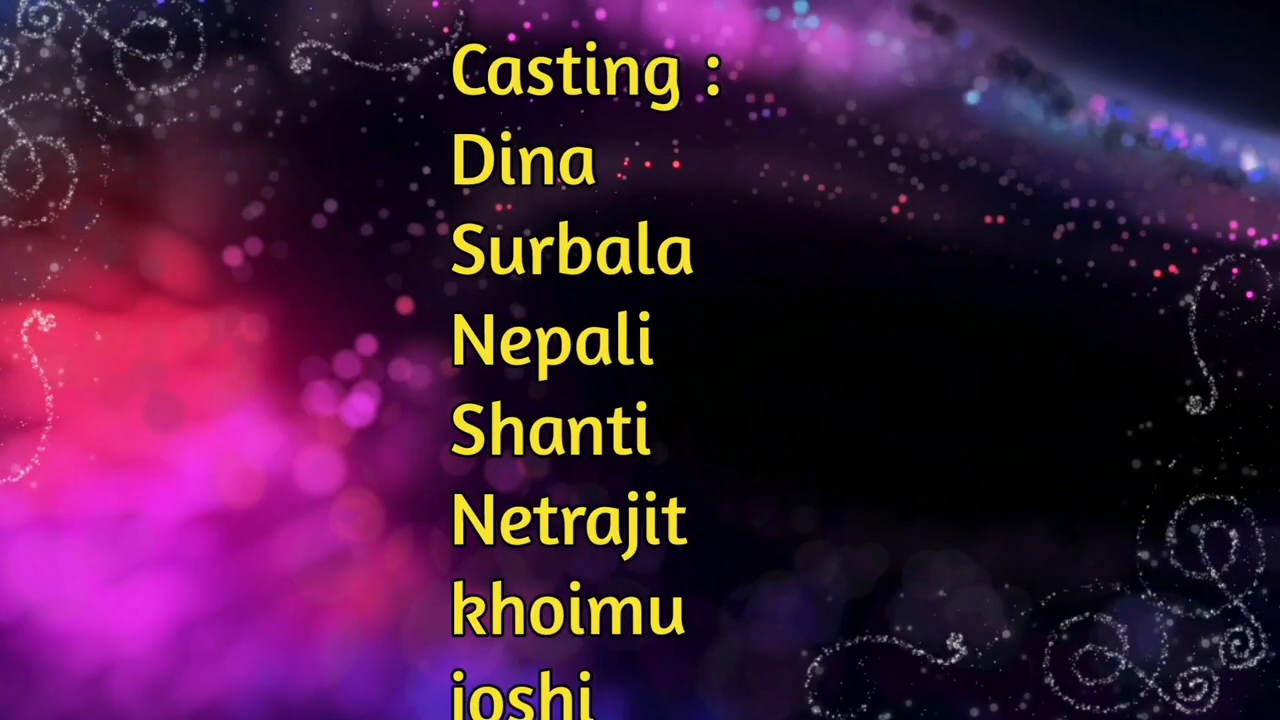 Casting :
Dina
Surbala
Nepali
Shanti
Netrajit
khoimu
joshi